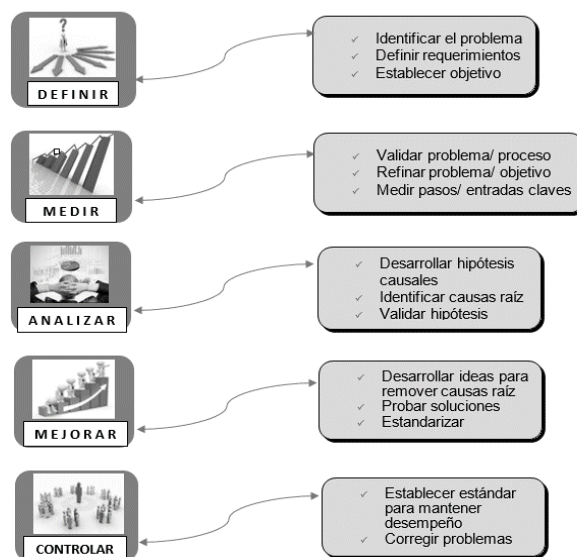 DEFINIR
✓ Identificar el problema
✓ Definir requerimientos
✓ Establecer objetivo
MEDIR
✓ Validar problema/ proceso
✓ Refinar problema/ objetivo
✓ Medir pasos/ entradas claves
ANALIZAR
✓ Desarrollar hipótesis
causales
✓ Identificar causas raíz
✓ Validar hipótesis
MEJORAR
✓ Desarrollar ideas para
remover causas raíz
✓ Probar soluciones
✓ Estandarizar
CONTROLAR
✓ Establecer estándar
para mantener
desempeño
✓ Corregir problemas